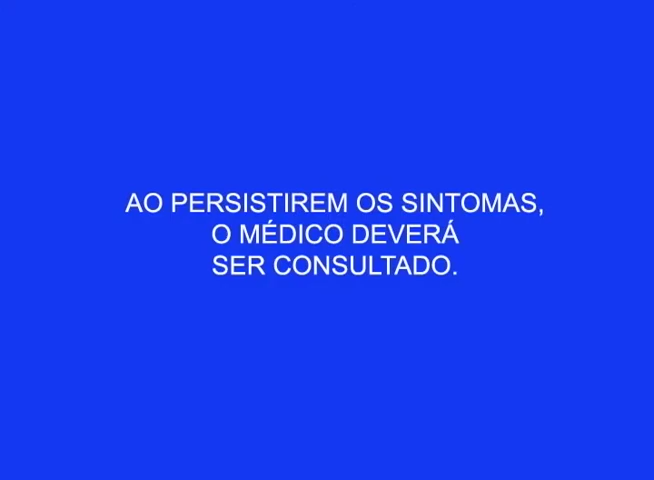 AO PERSISTIREM OS SINTOMAS,
O MÉDICO DEVERÁ
SER CONSULTADO.